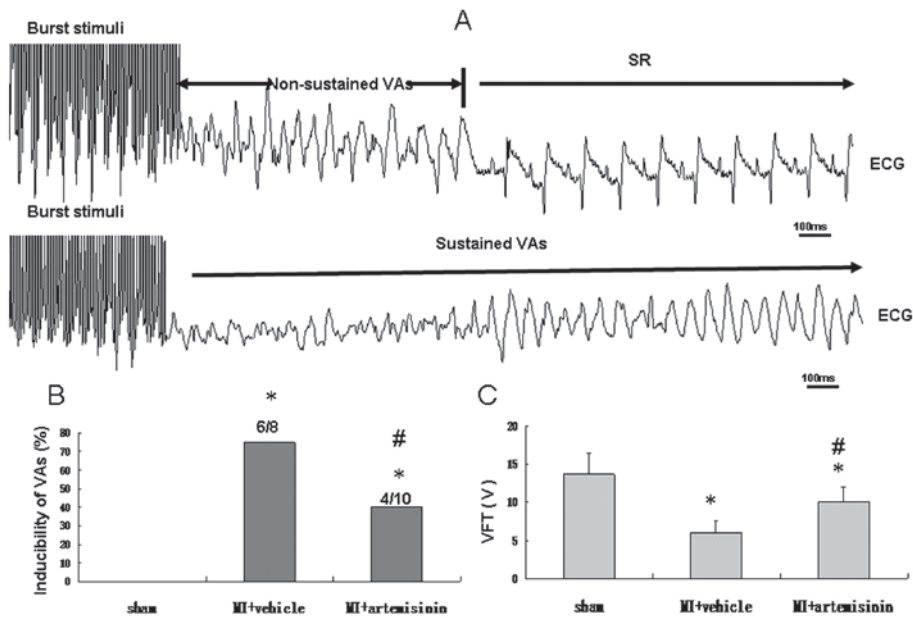 A
Burst stimuli
Non-sustained VAs
SR
ECG
100ms
Burst stimuli
Sustained VAs
ECG
100ms
B
Inducibility of VAs (%)
80
70
60
50
40
30
20
10
0
*
6/8
#
*
4/10
sham
MI+vehicle
MI+artemisinin
C
VFT ( V )
20
15
10
5
0
*
#
*
sham
MI+vehicle
MI+artemisinin